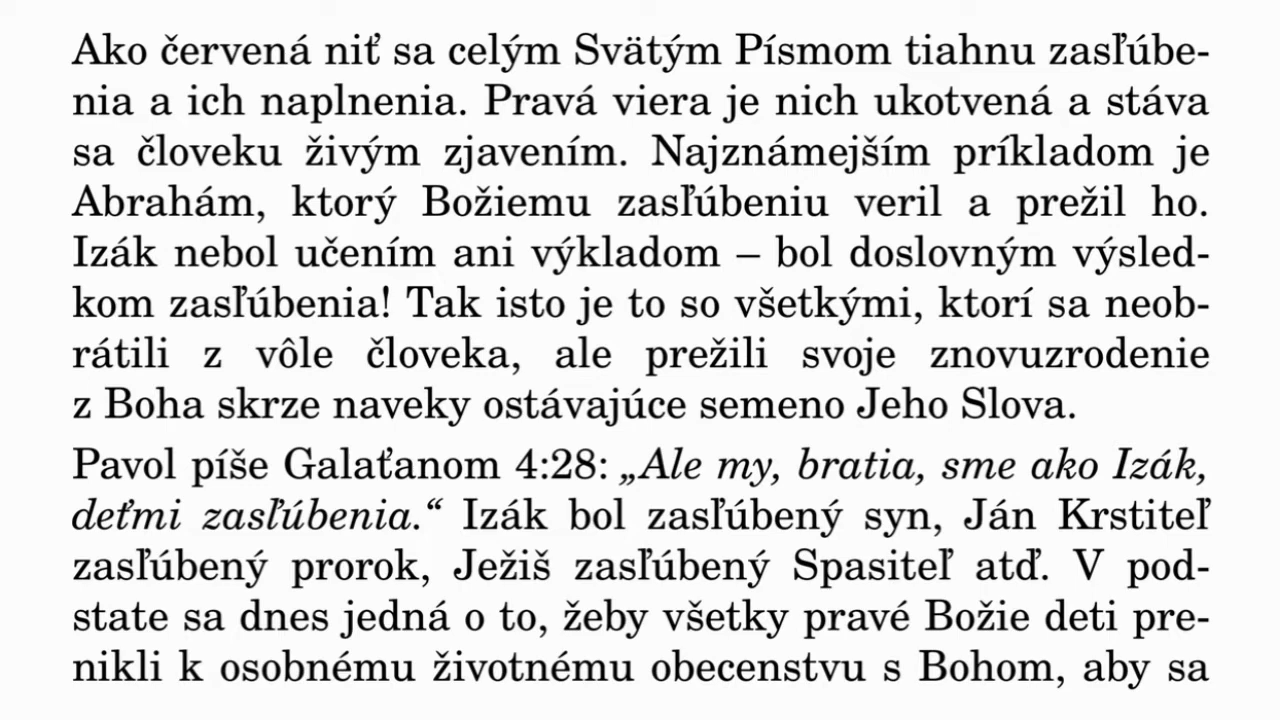 Ako červená niť sa celým Svätým Písmom tiahnu zasľúbe-
nia a ich naplnenia. Pravá viera je nich ukotvená a stáva
sa človeku živým zjavením. Najznámejším príkladom je
Abrahám, ktorý Božiemu zasľúbeniu veril a prežil ho.
Izák nebol učením ani výkladom – bol doslovným výsled-
kom zasľúbenia! Tak isto je to so všetkými, ktorí sa neob-
rátili z vôle človeka, ale prežili svoje znovuzrodenie
z Boha skrze naveky ostávajúce semeno Jeho Slova.
Pavol píše Galaťanom 4:28: „Ale my, bratia, sme ako Izák,
deťmi zasľúbenia.“ Izák bol zasľúbený syn, Ján Krstiteľ
zasľúbený prorok, Ježiš zasľúbený Spasiteľ atď. V pod-
state sa dnes jedná o to, žeby všetky pravé Božie deti pre-
nikli k osobnému životnému obecenstvu s Bohom, aby sa